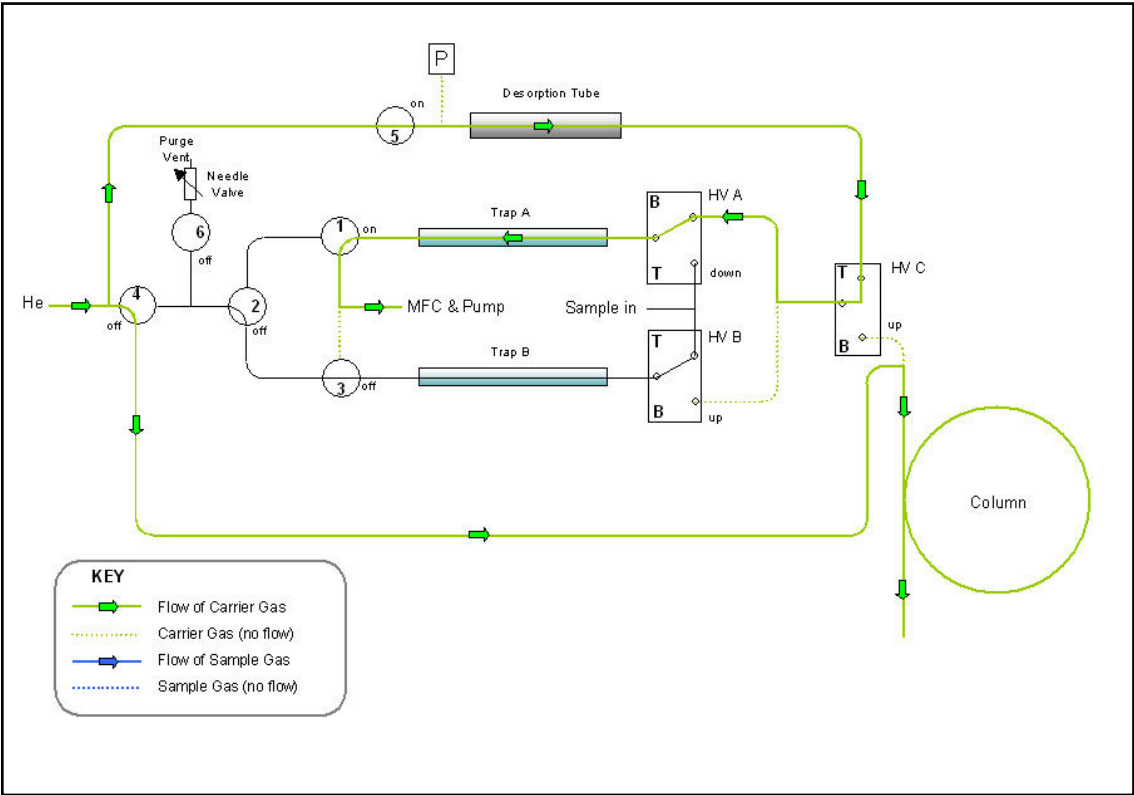 P
on
Desorption Tube
5
Purge
Vent
Needle
Valve
B
HV A
1
Trap A
6
on
off
T
HV C
T
down
He
4
2
MFC & Pump
Sample in
off
off
up
T
HV B
Trap B
B
3
off
B
up
Column
KEY
Flow of Carrier Gas
Carrier Gas (no flow)
Flow of Sample Gas
Sample Gas (no flow)